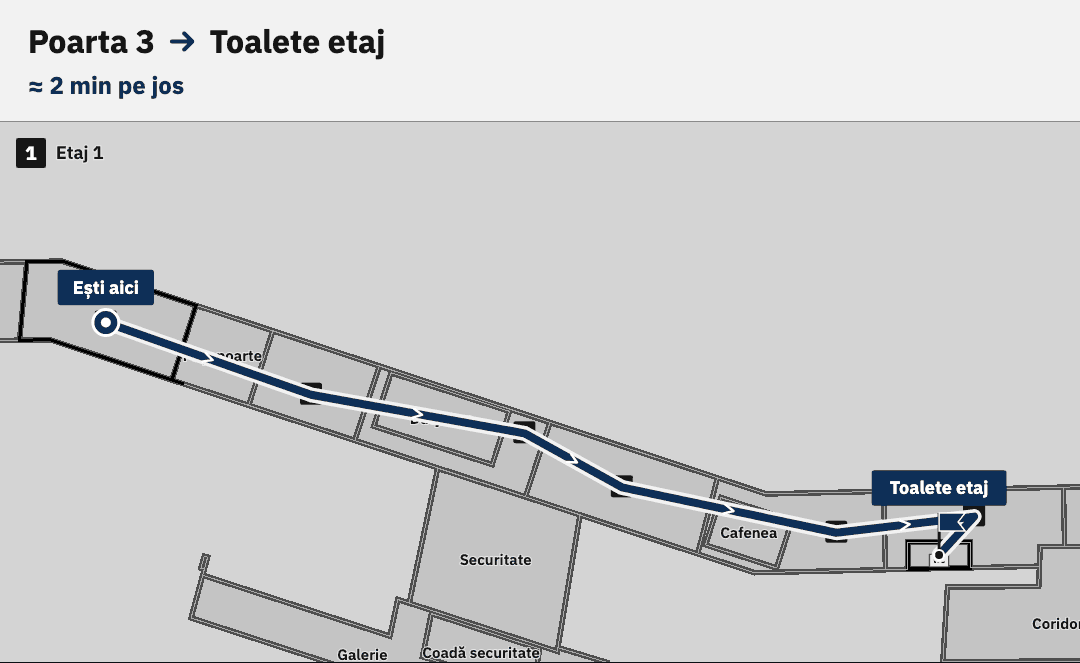 Poarta 3 → Toalete etaj
≈ 2 min pe jos
1 Etaj 1
Ești aici
Toalete etaj
Cafenea
Securitate
Corido
Galerie
Coadă securitate